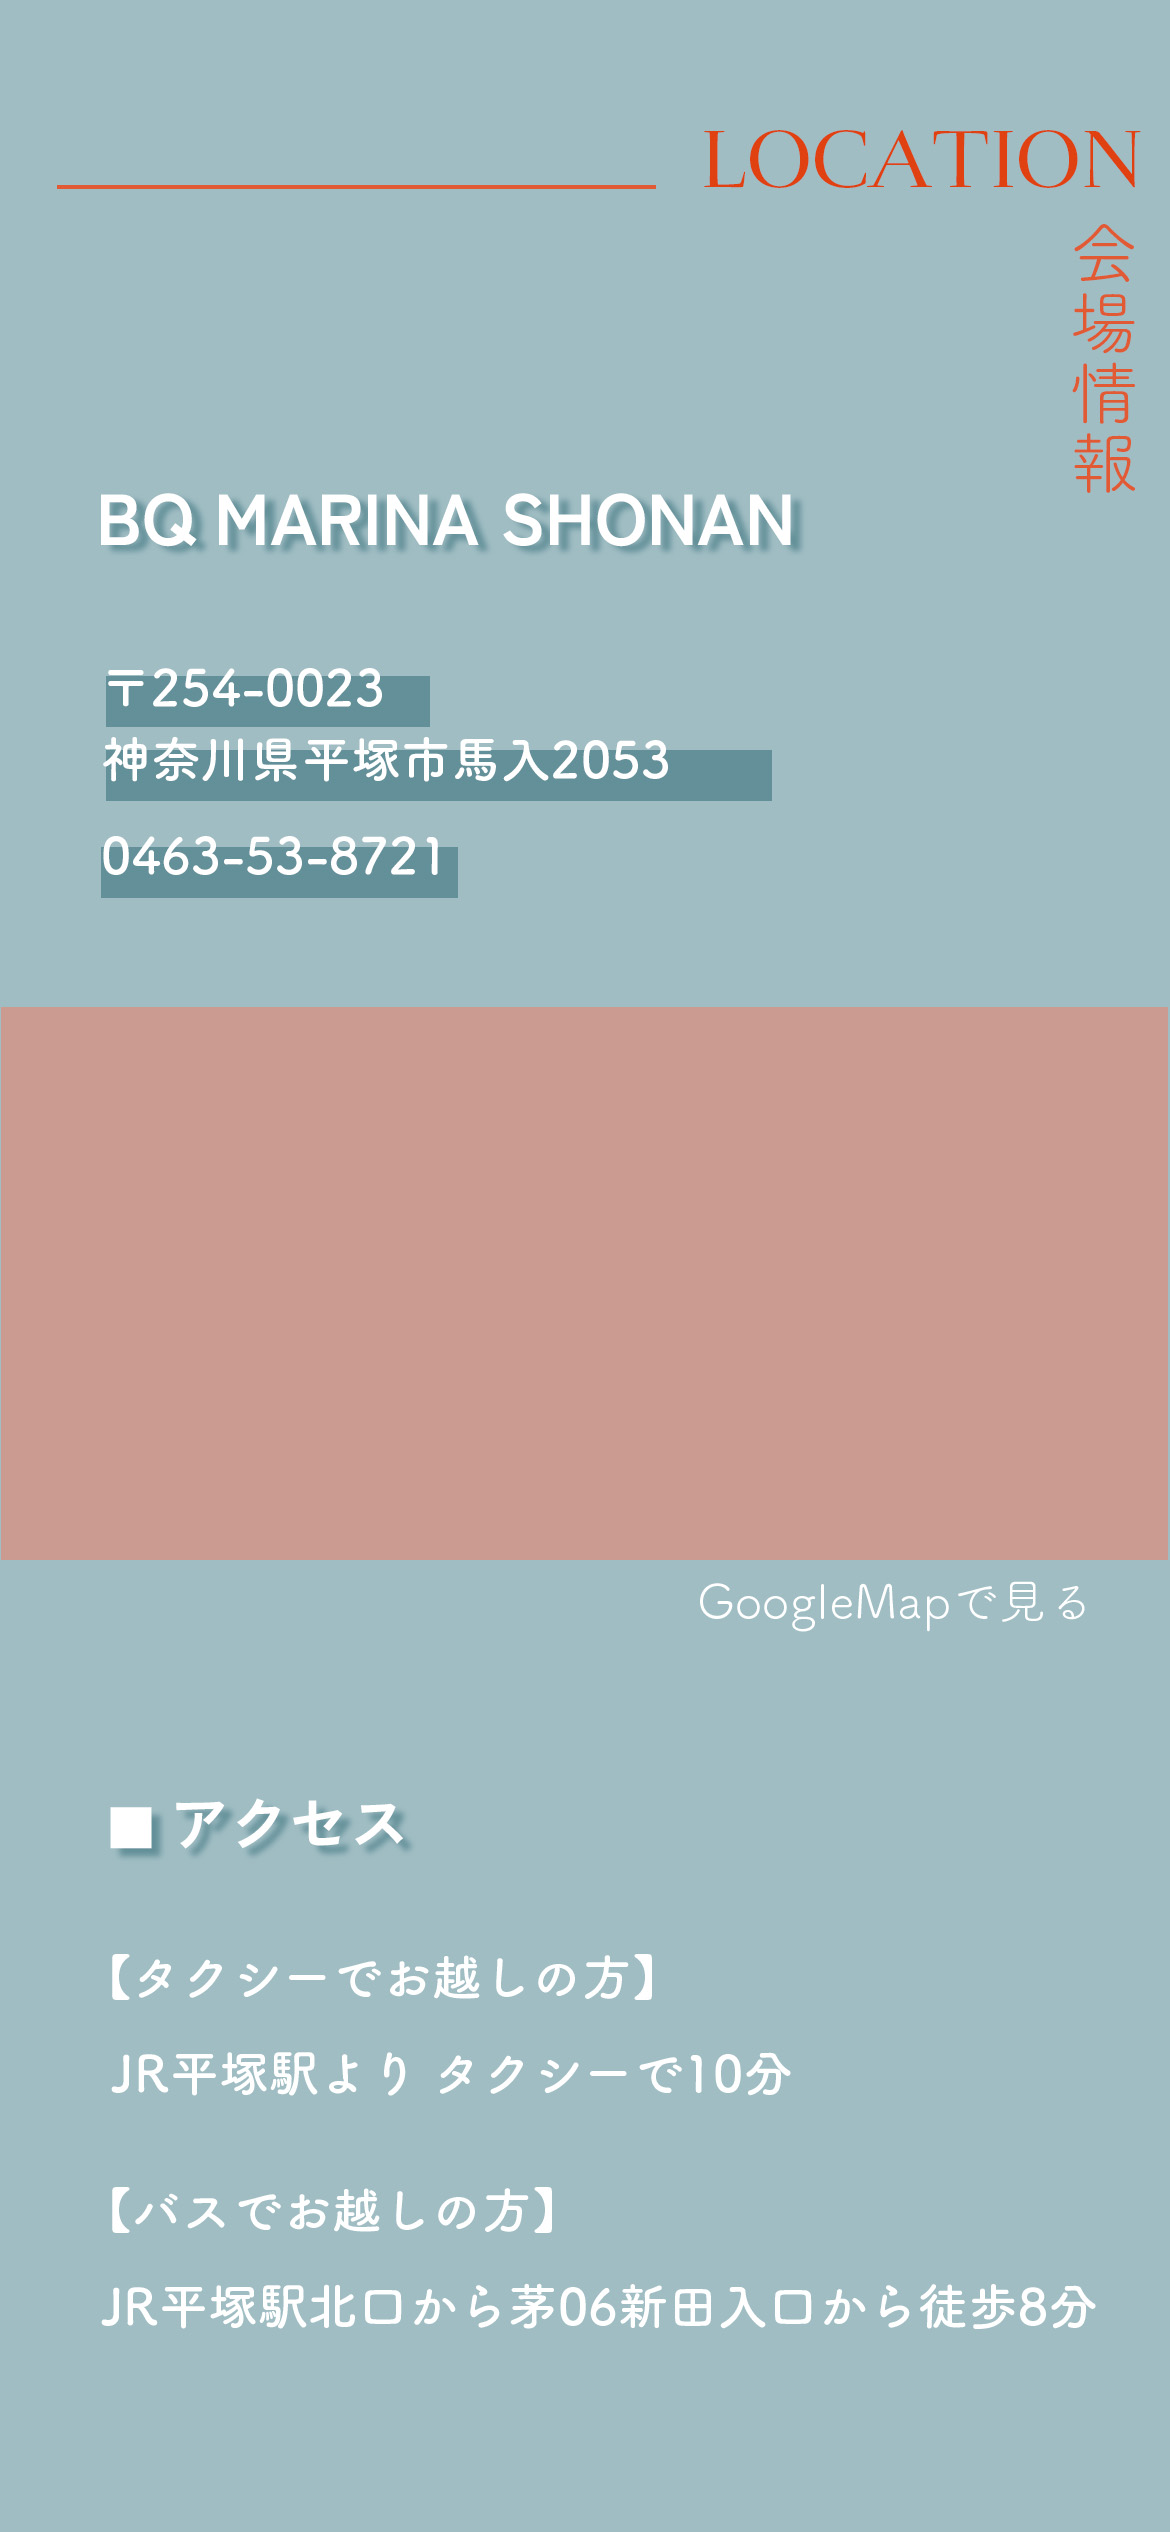 LOCATION
会場情報
BQ MARINA SHONAN
〒254-0023
神奈川県平塚市馬入2053
0463-53-8721
GoogleMapで見る
■ アクセス
【タクシーでお越しの方】
JR平塚駅より タクシーで10分
【バスでお越しの方】
JR平塚駅北口から茅06新田入口から徒歩8分